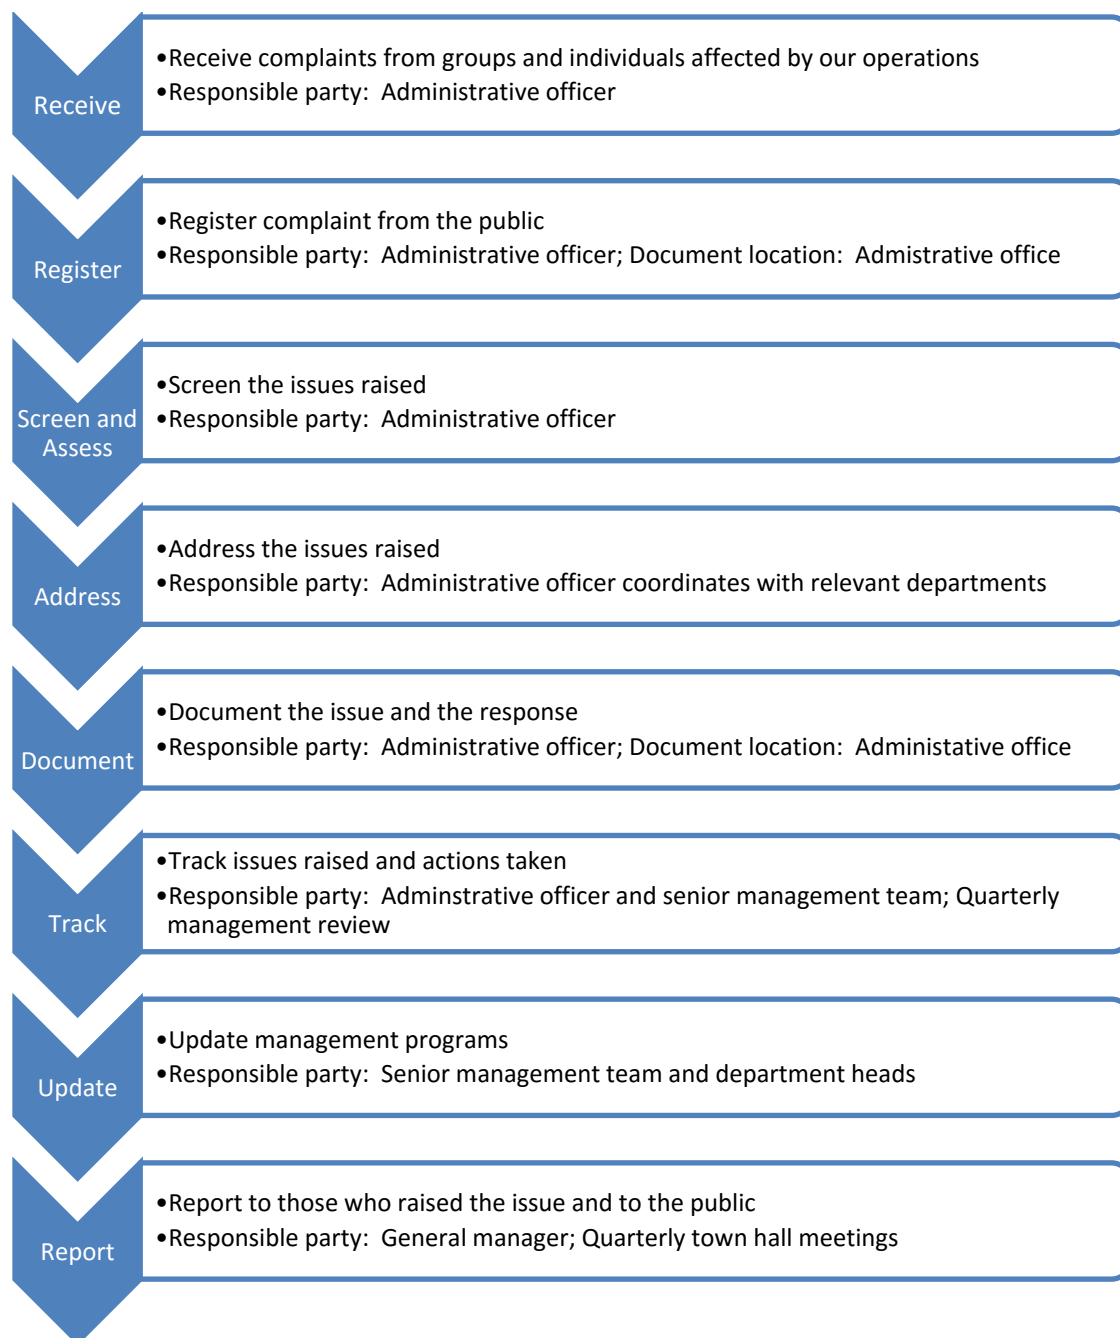 Receive
•Receive complaints from groups and individuals affected by our operations
•Responsible party:  Administrative officer
Register
•Register complaint from the public
•Responsible party:  Administrative officer; Document location:  Admistrative office
Screen and
Assess
•Screen the issues raised
•Responsible party:  Administrative officer
Address
•Address the issues raised
•Responsible party:  Administrative officer coordinates with relevant departments
Document
•Document the issue and the response
•Responsible party:  Administrative officer; Document location:  Administative office
Track
•Track issues raised and actions taken
•Responsible party:  Adminstrative officer and senior management team; Quarterly
management review
Update
•Update management programs
•Responsible party:  Senior management team and department heads
Report
•Report to those who raised the issue and to the public
•Responsible party:  General manager; Quarterly town hall meetings